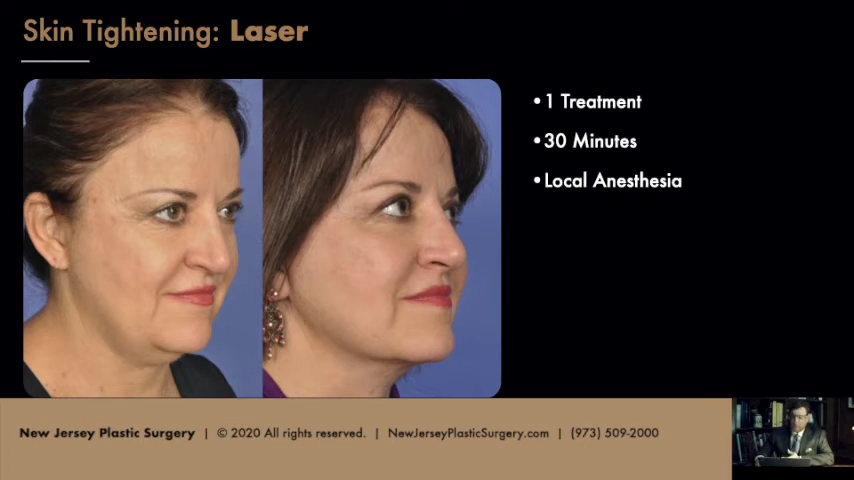 Skin Tightening: Laser
•1 Treatment
•30 Minutes
•Local Anesthesia
New Jersey Plastic Surgery | © 2020 All rights reserved. | NewJerseyPlasticSurgery.com | (973) 509-2000